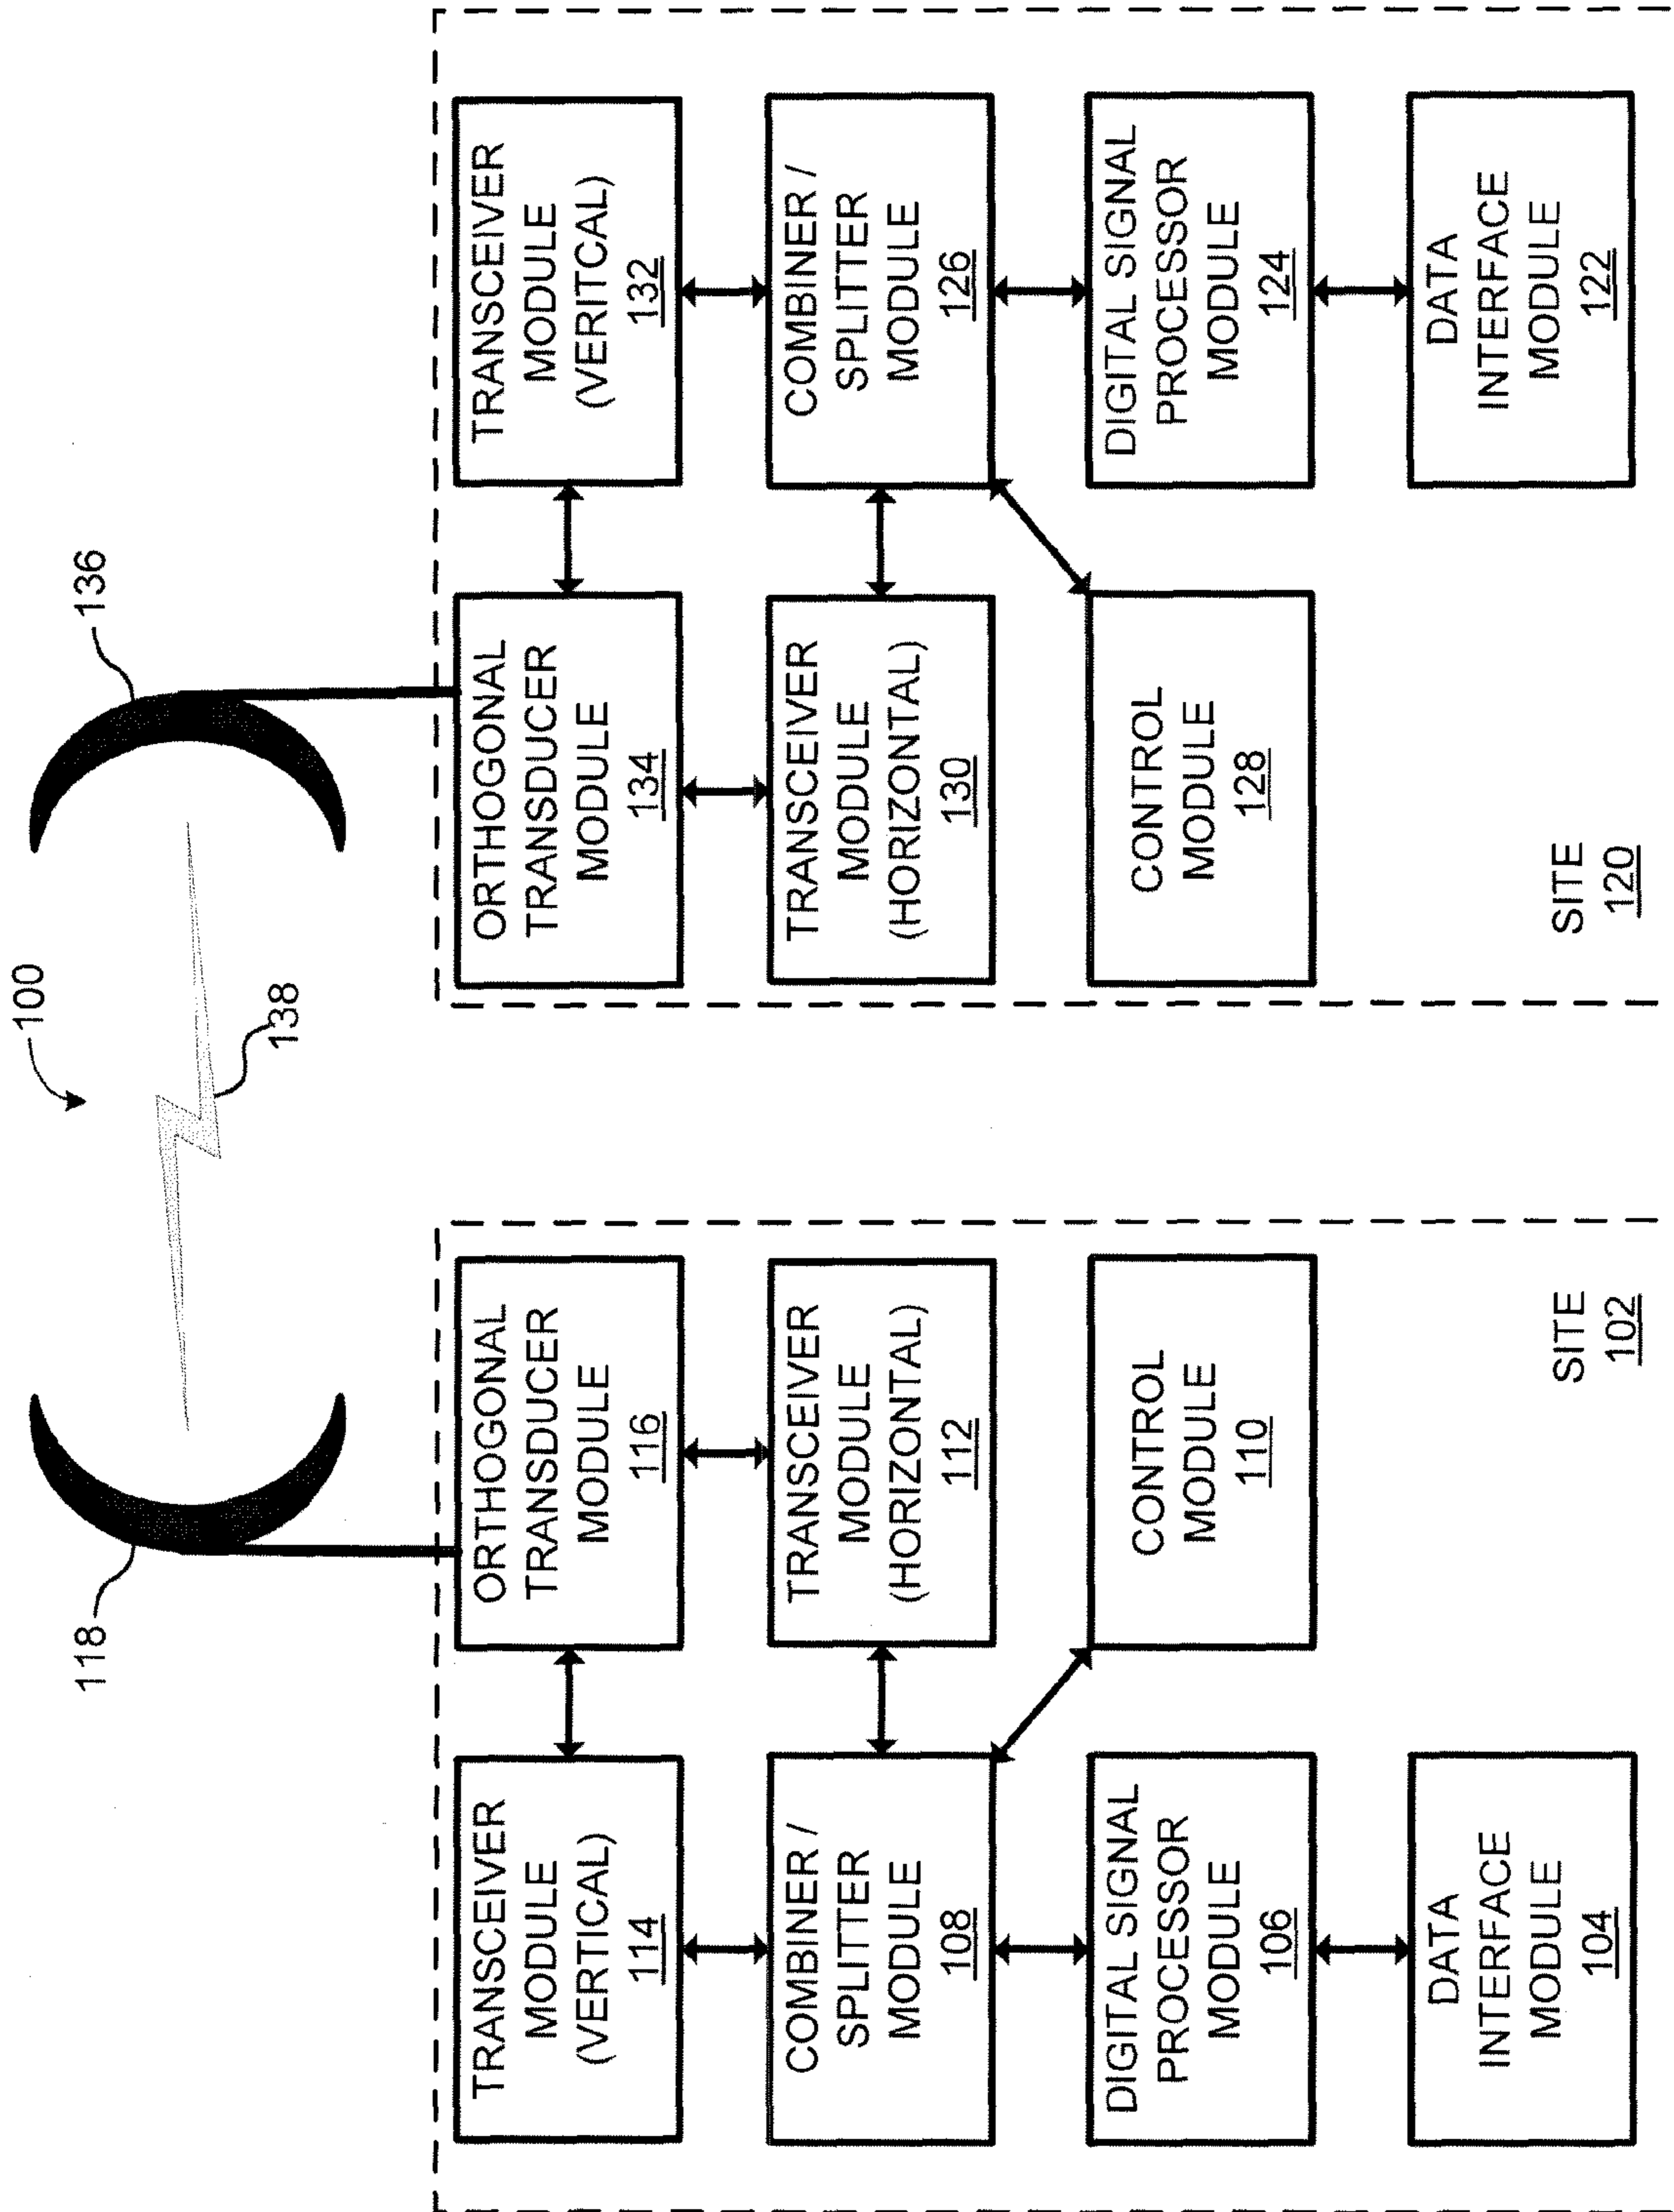 100
118
136
138
TRANSCEIVER
MODULE
(VERTICAL)
114
ORTHOGONAL
TRANSDUCER
MODULE
116
COMBINER /
SPLITTER
MODULE
108
TRANSCEIVER
MODULE
(HORIZONTAL)
112
DIGITAL SIGNAL
PROCESSOR
MODULE
106
CONTROL
MODULE
110
DATA
INTERFACE
MODULE
104
SITE
102
ORTHOGONAL
TRANSDUCER
MODULE
134
TRANSCEIVER
MODULE
(VERITCAL)
132
TRANSCEIVER
MODULE
(HORIZONTAL)
130
COMBINER /
SPLITTER
MODULE
126
CONTROL
MODULE
128
DIGITAL SIGNAL
PROCESSOR
MODULE
124
SITE
120
DATA
INTERFACE
MODULE
122